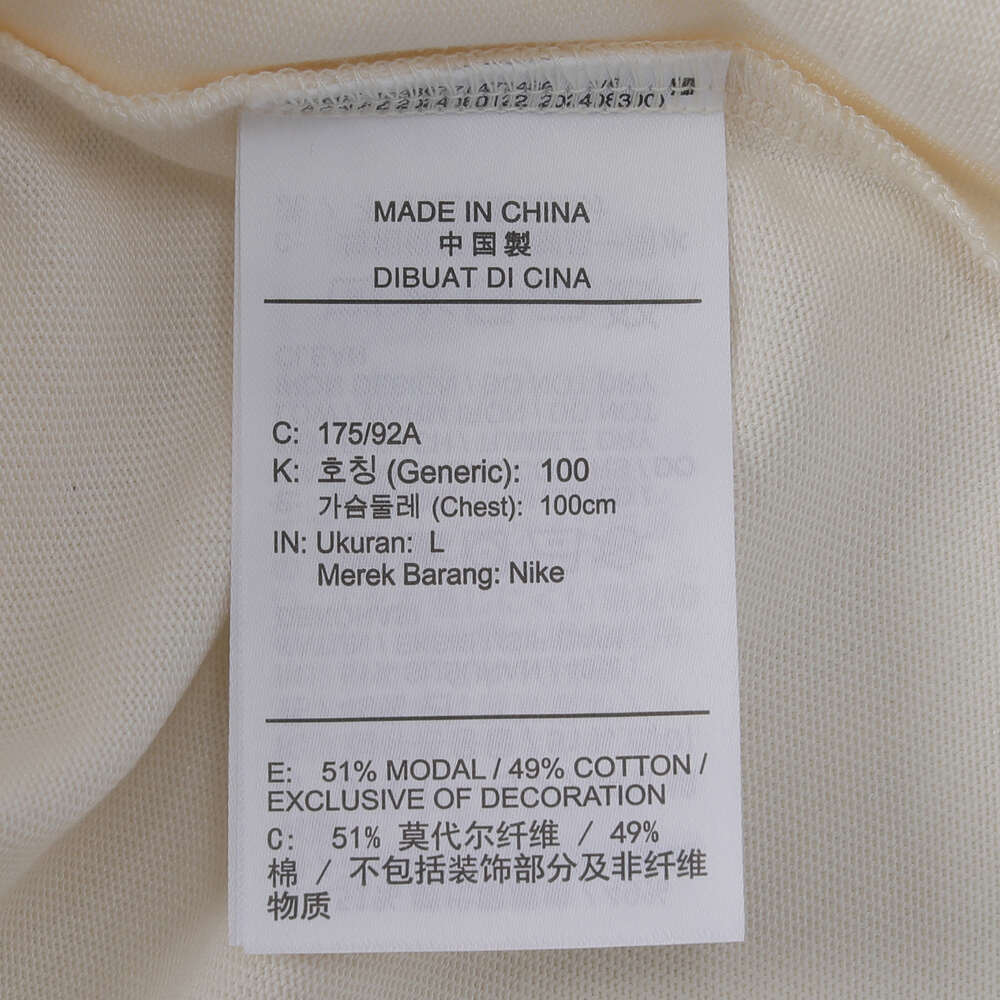 MADE IN CHINA
中国製
DIBUAT DI CINA
C: 175/92A
K: 호칭 (Generic): 100
가슴둘레 (Chest): 100cm
IN: Ukuran: L
Merek Barang: Nike
E: 51% MODAL / 49% COTTON /
EXCLUSIVE OF DECORATION
C: 51% 莫代尔纤维 / 49%
棉 / 不包括装饰部分及非纤维
物质